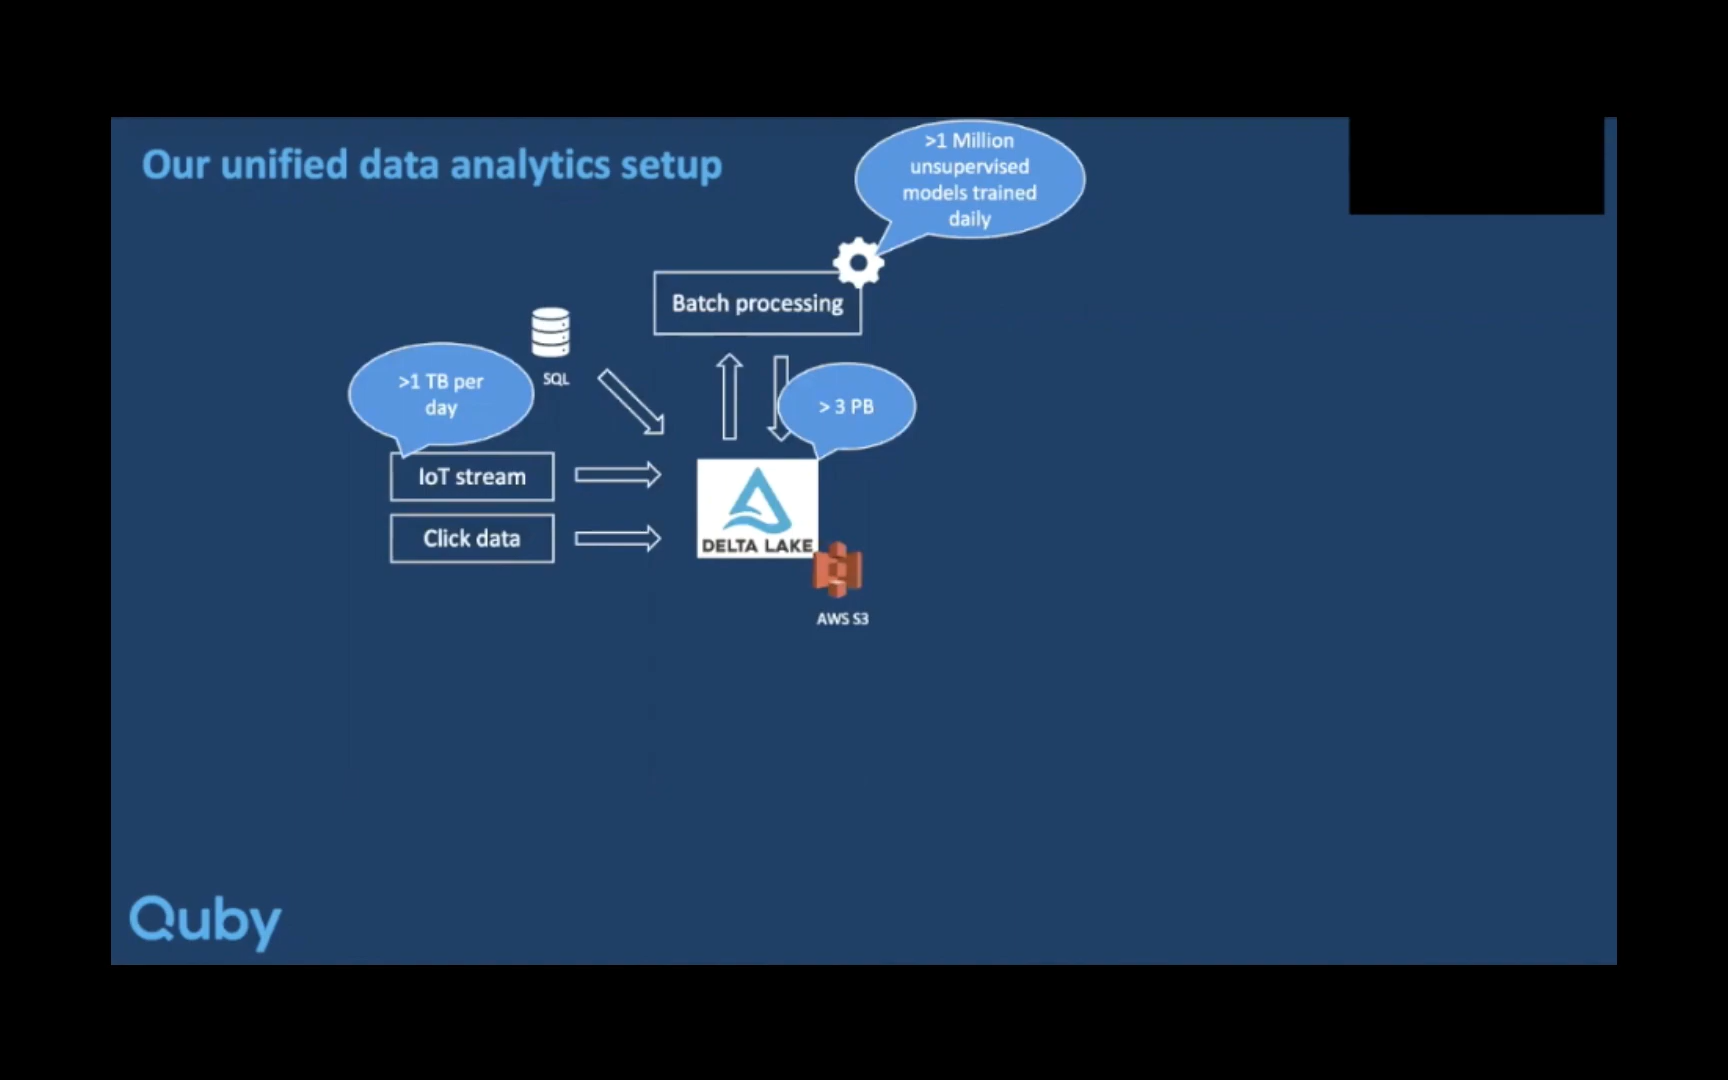 Our unified data analytics setup
>1 Million
unsupervised
models trained
daily
Batch processing
SQL
>1 TB per
day
> 3 PB
IoT stream
Click data
DELTA LAKE
AWS S3
Quby